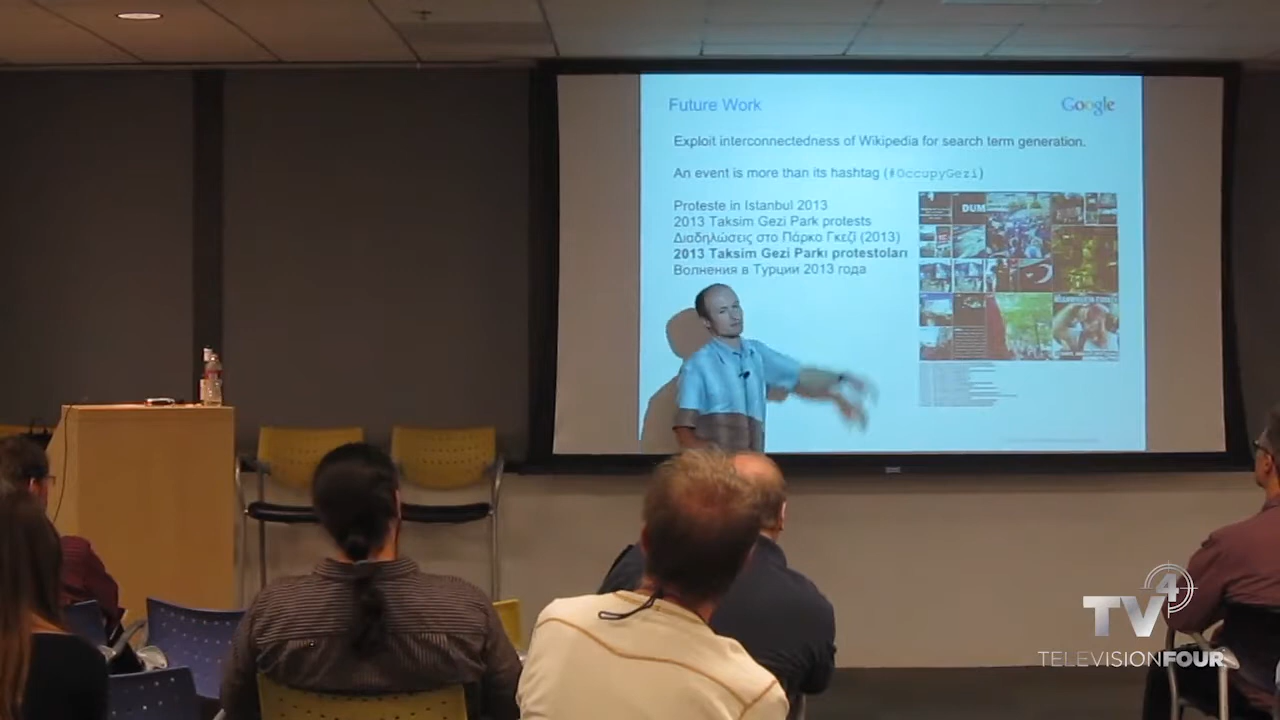 Future Work
Google
Exploit interconnectedness of Wikipedia for search term generation.
An event is more than its hashtag (#OccupyGezi)
Proteste in Istanbul 2013
2013 Taksim Gezi Park protests
Διαδηλώσεις στο Πάρκο Γκεζί (2013)
2013 Taksim Gezi Parkı protestoları
Волнения в Турции 2013 года
DUM
TV4
TELEVISIONFOUR